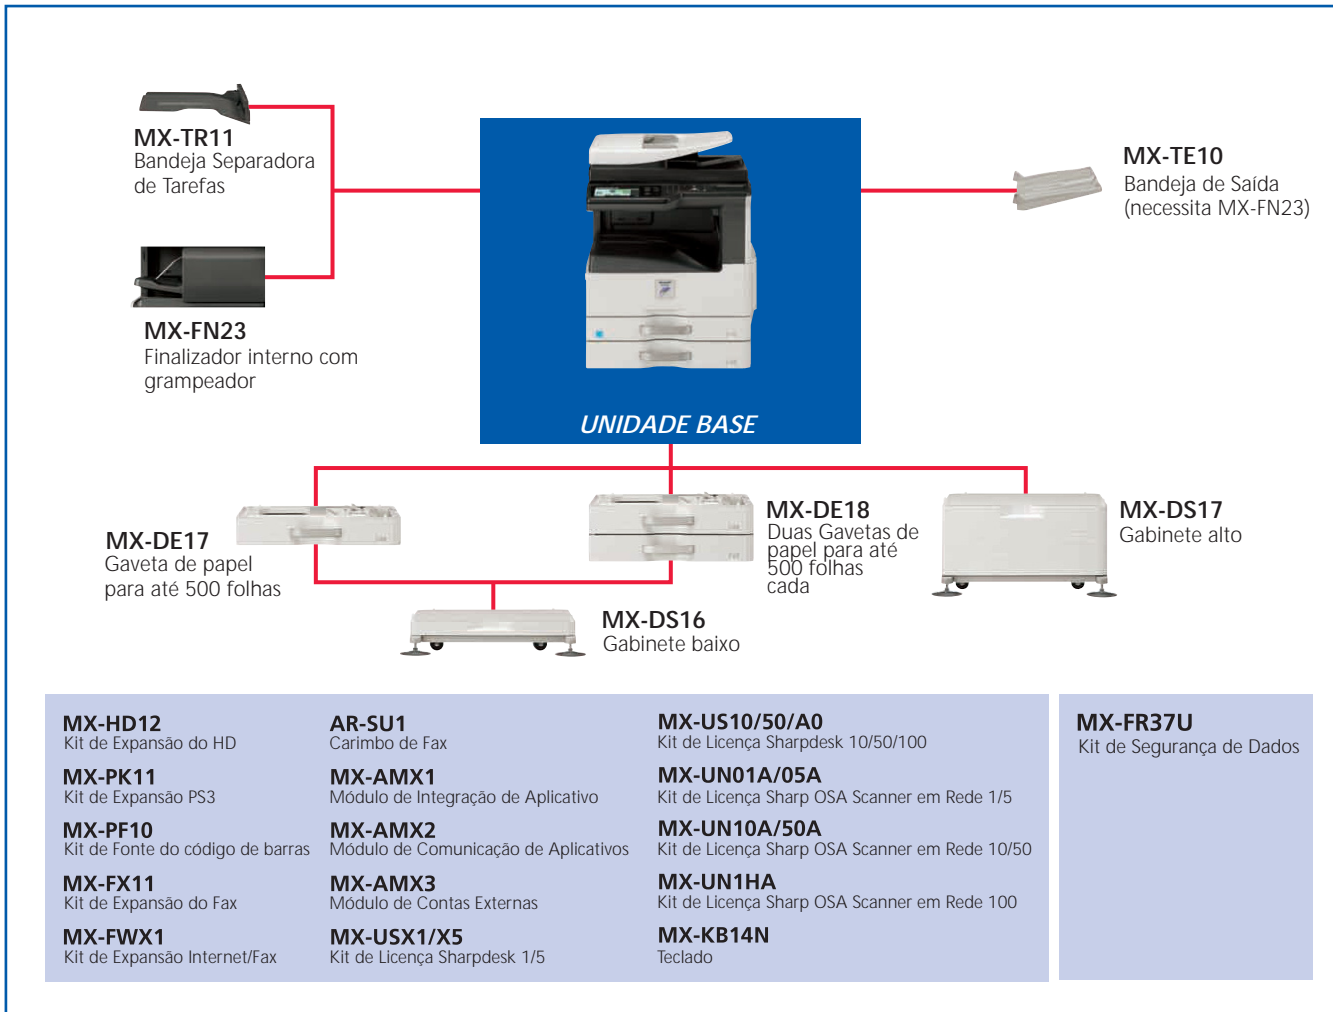 MX-TR11
Bandeja Separadora
de Tarefas
MX-FN23
Finalizador interno com
grampeador
UNIDADE BASE
MX-TE10
Bandeja de Saída
(necessita MX-FN23)
MX-DE17
Gaveta de papel
para até 500 folhas
MX-DE18
Duas Gavetas de
papel para até
500 folhas
cada
MX-DS17
Gabinete alto
MX-DS16
Gabinete baixo
MX-HD12
Kit de Expansão do HD
MX-PK11
Kit de Expansão PS3
MX-PF10
Kit de Fonte do código de barras
MX-FX11
Kit de Expansão do Fax
MX-FWX1
Kit de Expansão Internet/Fax
AR-SU1
Carimbo de Fax
MX-AMX1
Módulo de Integração de Aplicativo
MX-AMX2
Módulo de Comunicação de Aplicativos
MX-AMX3
Módulo de Contas Externas
MX-USX1/X5
Kit de Licença Sharpdesk 1/5
MX-US10/50/A0
Kit de Licença Sharpdesk 10/50/100
MX-UN01A/05A
Kit de Licença Sharp OSA Scanner em Rede 1/5
MX-UN10A/50A
Kit de Licença Sharp OSA Scanner em Rede 10/50
MX-UN1HA
Kit de Licença Sharp OSA Scanner em Rede 100
MX-KB14N
Teclado
MX-FR37U
Kit de Segurança de Dados